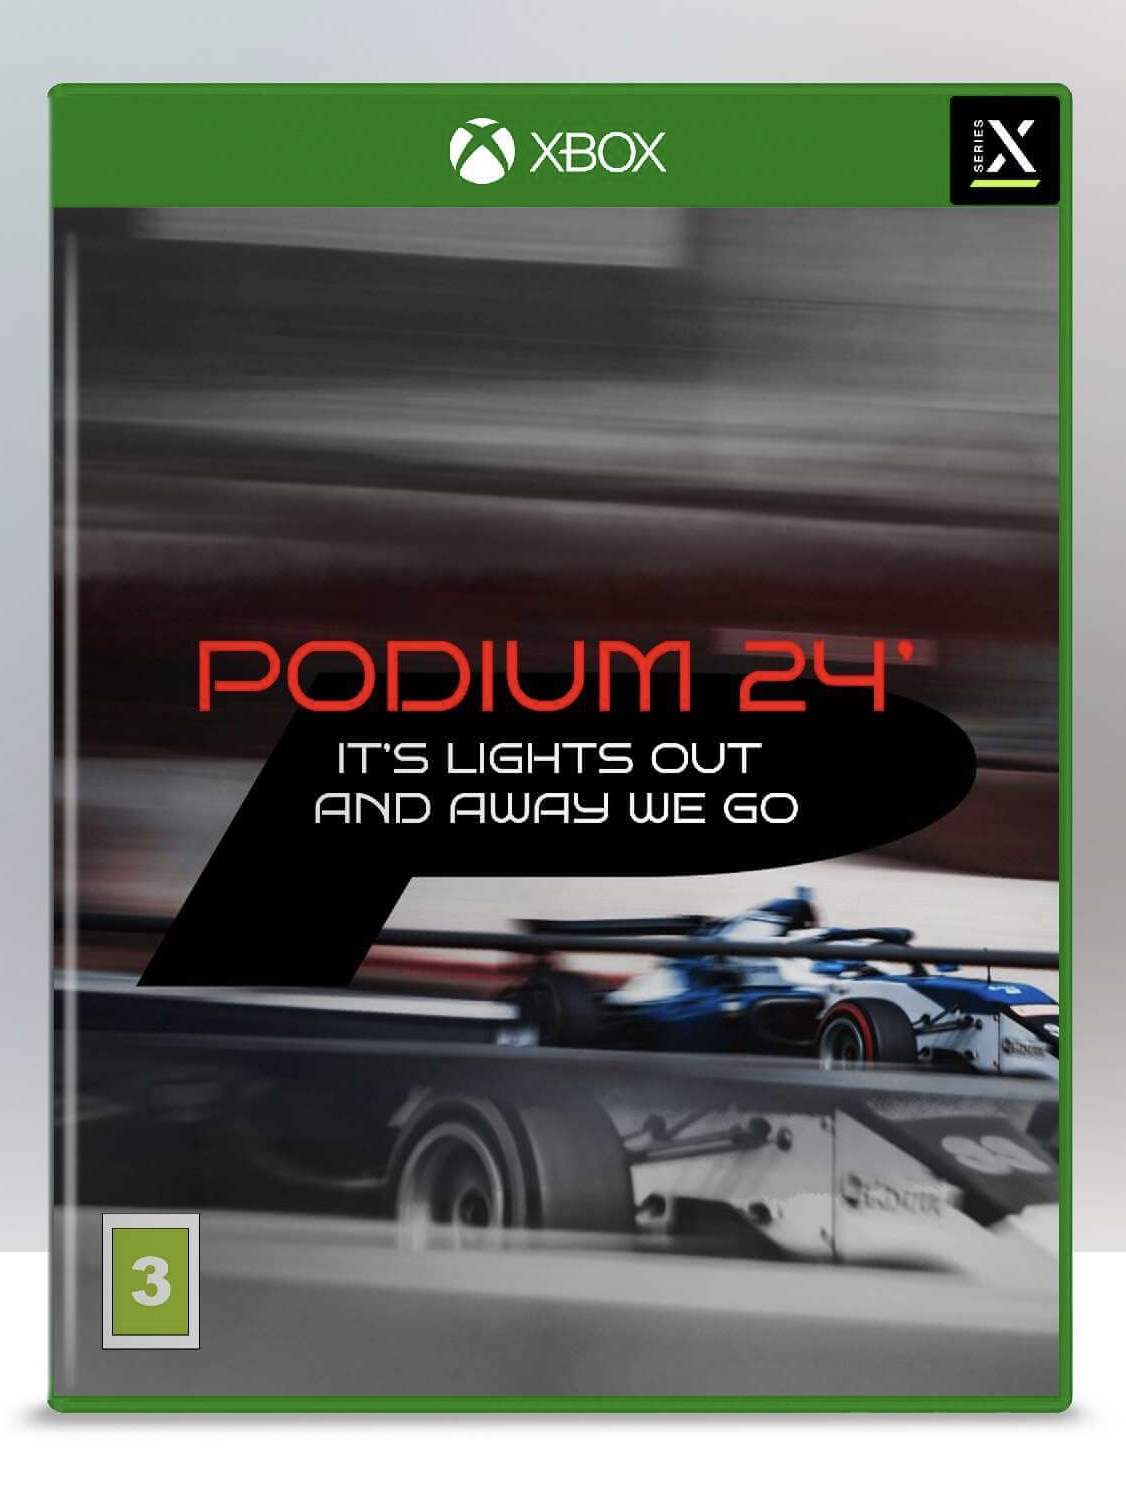 XBOX
SERIES X
PODIUM 24'
IT'S LIGHTS OUT
AND AWAY WE GO
3